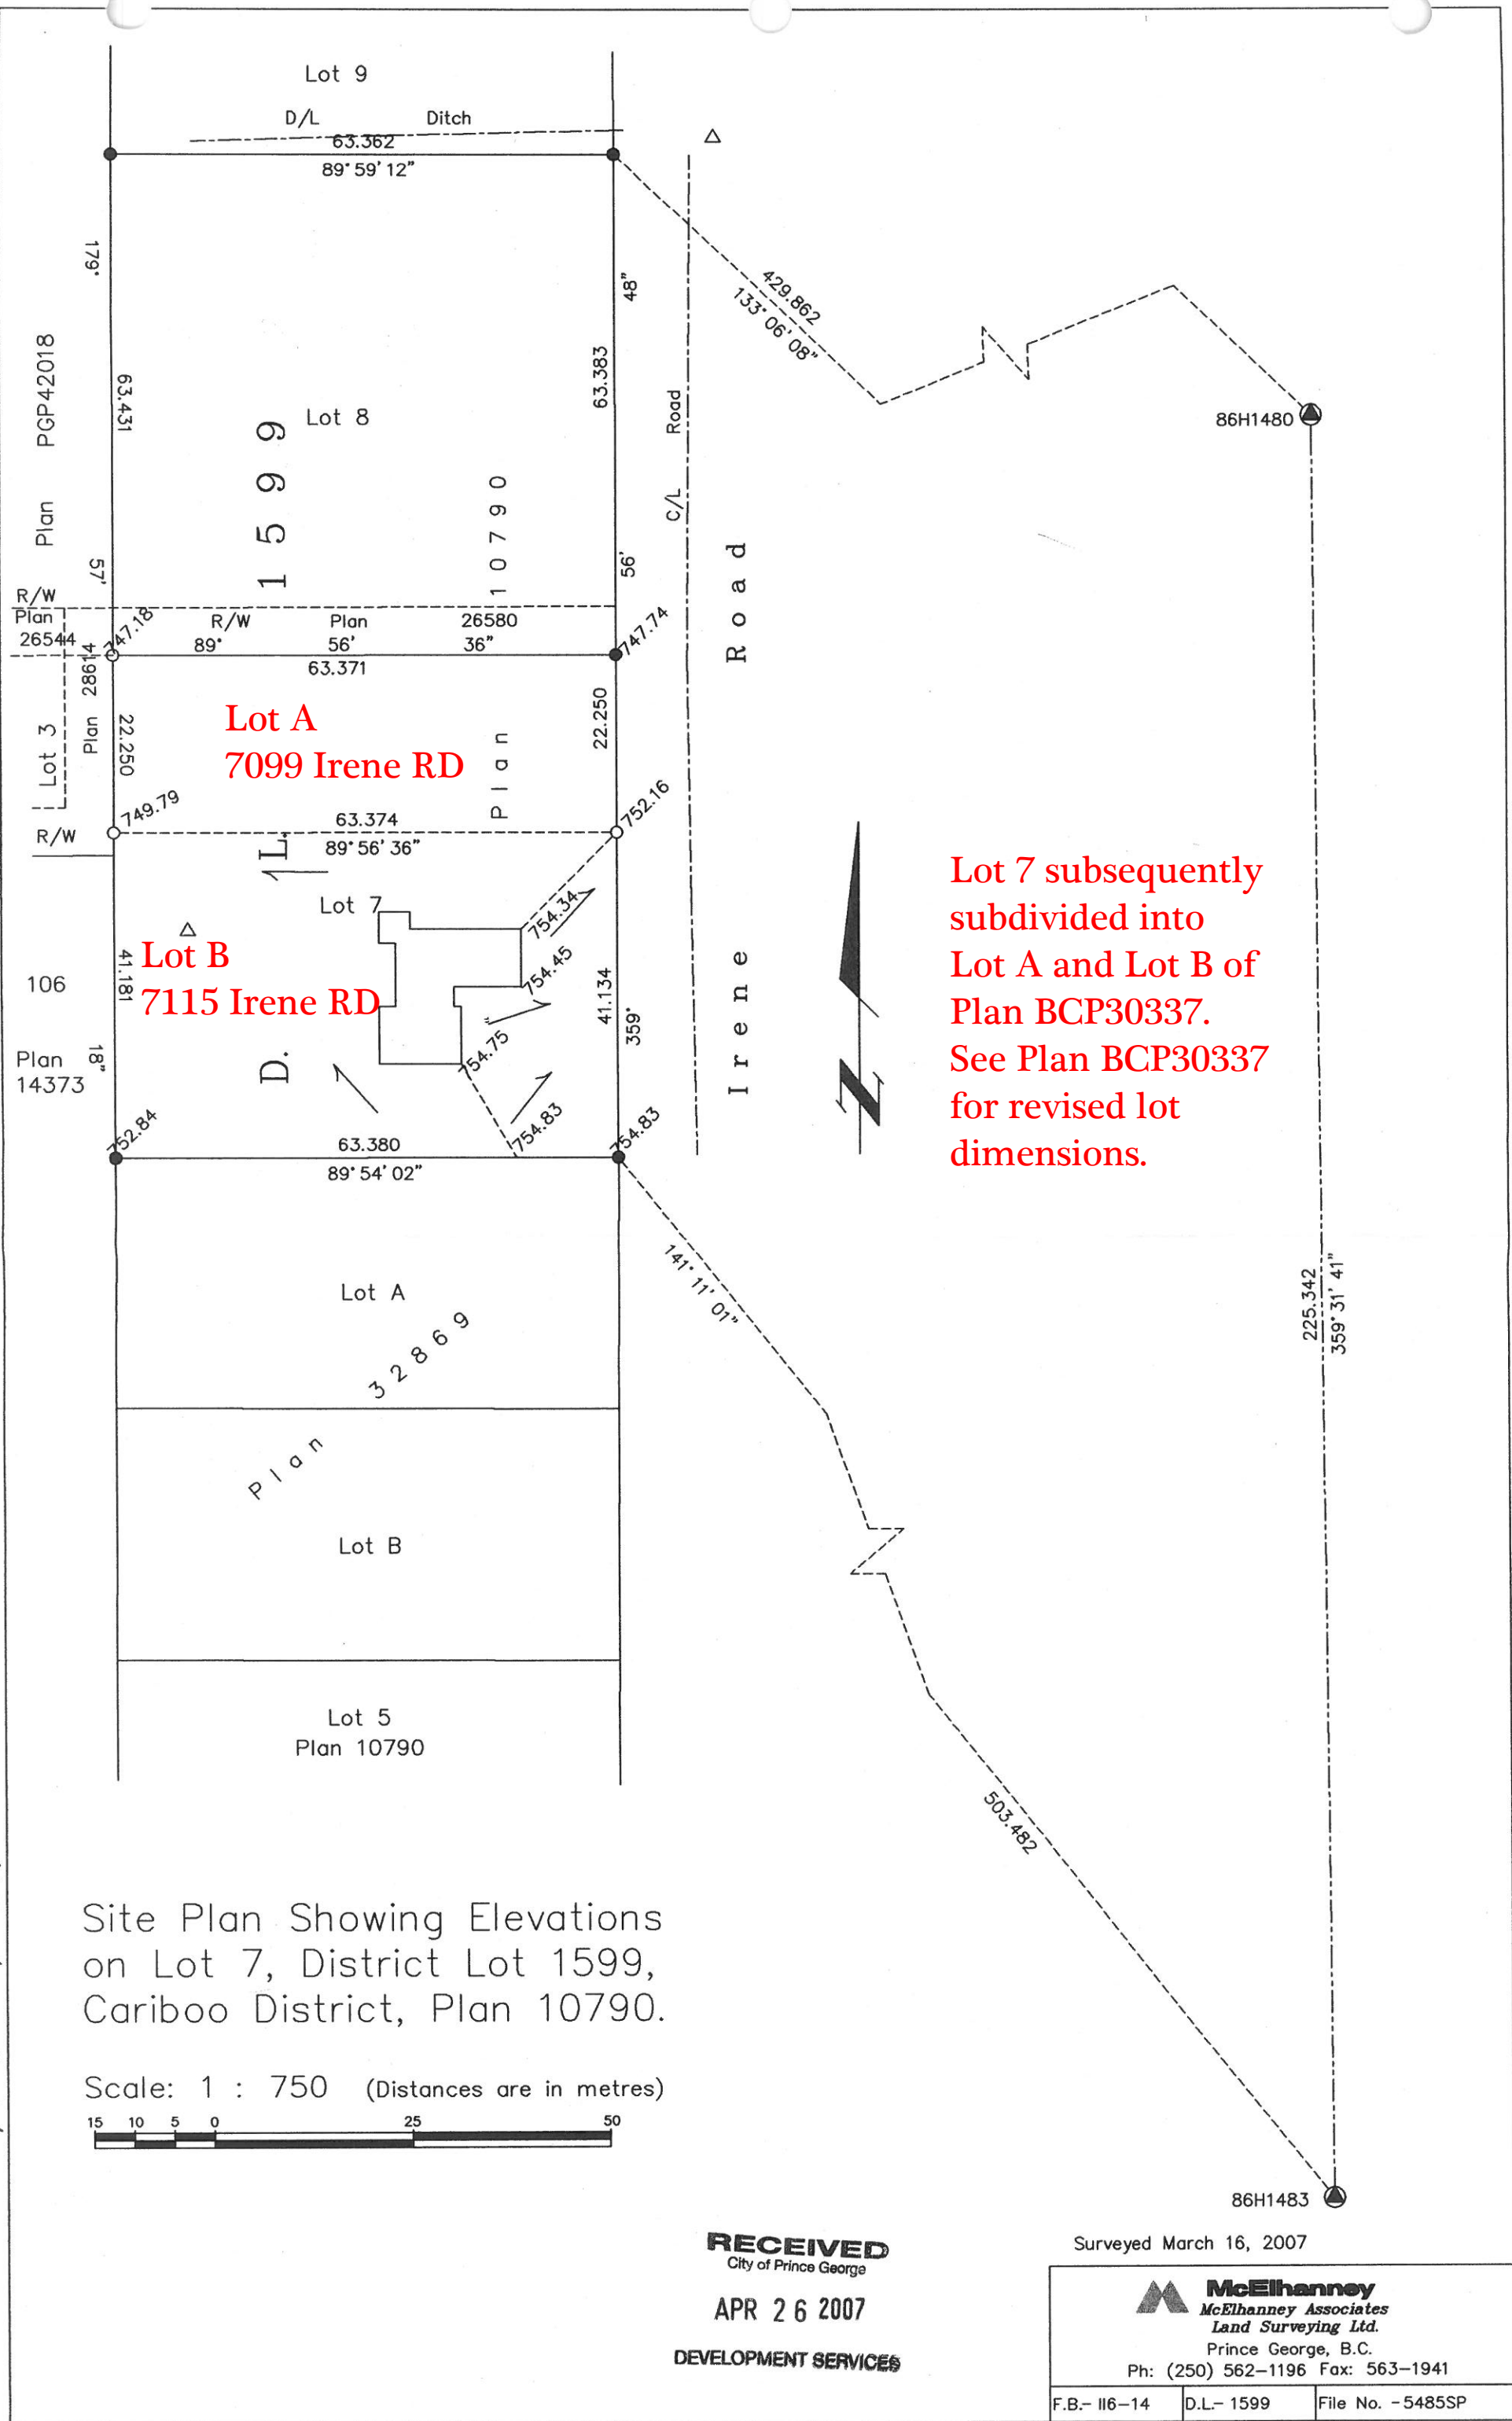 Lot 9
D/L Ditch
63.362
89° 59' 12"
179°
48"
429.862
133° 06' 08"
PGP42018
Plan
63.431
63.383
Road
C/L
86H1480
Lot 8
1599
10790
57'
56'
R/W
Plan
26544
747.18
R/W Plan 26580
89° 56' 36"
747.74
63.371
Plan 28614
Lot 3
22.250
22.250
Road
Lot A
7099 Irene RD
Plan
749.79
752.16
R/W
63.374
89° 56' 36"
L.
Lot 7
754.34
754.45
Lot B
7115 Irene RD
41.181
41.134
359°
106
Plan
14373
18"
D.
754.75
754.83
Irene
N
Lot 7 subsequently
subdivided into
Lot A and Lot B of
Plan BCP30337.
See Plan BCP30337
for revised lot
dimensions.
752.84
754.83
63.380
89° 54' 02"
141° 11' 01"
225.342
359° 31' 41"
Lot A
Plan 32869
Lot B
Lot 5
Plan 10790
503.482
Site Plan Showing Elevations
on Lot 7, District Lot 1599,
Cariboo District, Plan 10790.
Scale: 1 : 750 (Distances are in metres)
15 10 5 0 25 50
86H1483
RECEIVED
City of Prince George
APR 26 2007
DEVELOPMENT SERVICES
Surveyed March 16, 2007
McElhanney
McElhanney Associates
Land Surveying Ltd.
Prince George, B.C.
Ph: (250) 562-1196 Fax: 563-1941
F.B.- 116-14 D.L.- 1599 File No. -5485SP